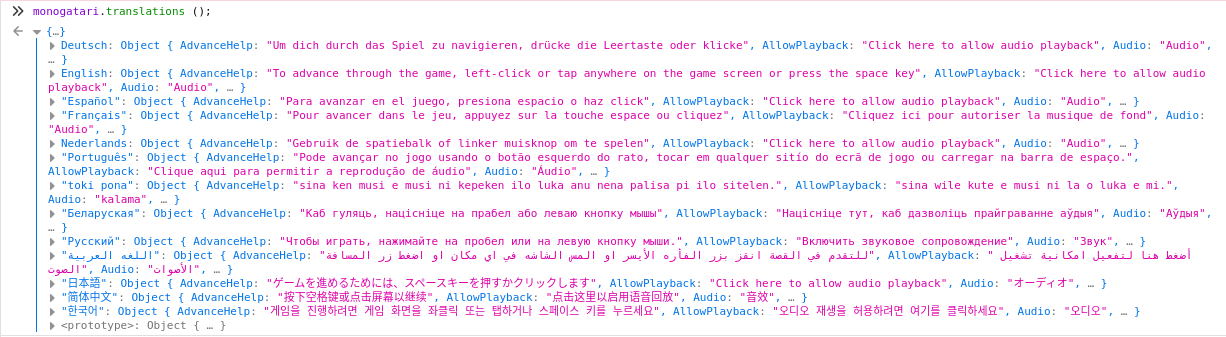 monogatari.translations ();
{…}
Deutsch: Object { AdvanceHelp: "Um dich durch das Spiel zu navigieren, drücke die Leertaste oder klicke", AllowPlayback: "Click here to allow audio playback", Audio: "Audio",
… }
English: Object { AdvanceHelp: "To advance through the game, left-click or tap anywhere on the game screen or press the space key", AllowPlayback: "Click here to allow audio
playback", Audio: "Audio", … }
"Español": Object { AdvanceHelp: "Para avanzar en el juego, presiona espacio o haz click", AllowPlayback: "Click here to allow audio playback", Audio: "Audio", … }
"Français": Object { AdvanceHelp: "Pour avancer dans le jeu, appuyez sur la touche espace ou cliquez", AllowPlayback: "Cliquez ici pour autoriser la musique de fond", Audio:
"Audio", … }
Nederlands: Object { AdvanceHelp: "Gebruik de spatiebalk of linker muisknop om te spelen", AllowPlayback: "Click here to allow audio playback", Audio: "Audio", … }
"Português": Object { AdvanceHelp: "Pode avançar no jogo usando o botão esquerdo do rato, tocar em qualquer sitío do ecrã de jogo ou carregar na barra de espaço.",
AllowPlayback: "Clique aqui para permitir a reprodução de áudio", Audio: "Áudio", … }
"toki pona": Object { AdvanceHelp: "sina ken musi e musi ni kepeken ilo luka anu nena palisa pi ilo sitelen.", AllowPlayback: "sina wile kute e musi ni la o luka e mi.",
Audio: "kalama", … }
"Беларуская": Object { AdvanceHelp: "Каб гуляць, націсніце на прабел або леваю кнопку мышы", AllowPlayback: "Націсніце тут, каб дазволіць прайграванне аўдыя", Audio: "Аўдыя",
… }
"Русский": Object { AdvanceHelp: "Чтобы играть, нажимайте на пробел или на левую кнопку мыши.", AllowPlayback: "Включить звуковое сопровождение", Audio: "Звук", … }
"اللغه العربية": Object { AdvanceHelp: "للتقدم في القصة انقز بزر الفأره الأيسر او المس الشاشه في اي مكان او اضغط زر المسافة", AllowPlayback: "أضغط هنا لتفعيل امكانية تشغيل
الصوت", Audio: "الأصوات", … }
"日本語": Object { AdvanceHelp: "ゲームを進めるためには、スペースキーを押すかクリックします", AllowPlayback: "Click here to allow audio playback", Audio: "オーディオ", … }
"简体中文": Object { AdvanceHelp: "按下空格键或点击屏幕以继续", AllowPlayback: "点击这里以启用语音回放", Audio: "音效", … }
"한국어": Object { AdvanceHelp: "게임을 진행하려면 게임 화면을 좌클릭 또는 탭하거나 스페이스 키를 누르세요", AllowPlayback: "오디오 재생을 허용하려면 여기를 클릭하세요", Audio: "오디오", … }
<prototype>: Object { … }